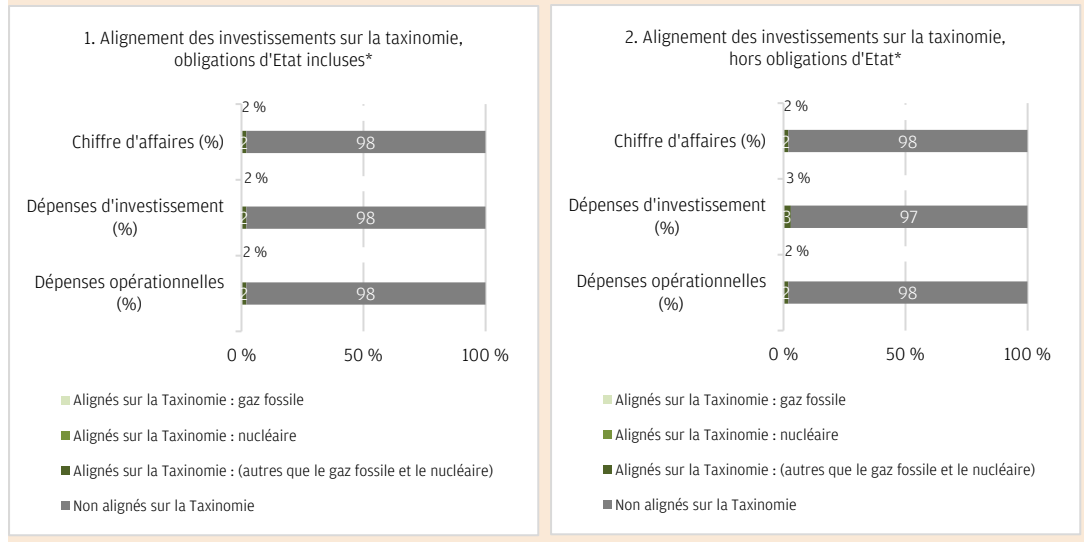 1. Alignement des investissements sur la taxinomie,
obligations d'Etat incluses*
2 %
Chiffre d'affaires (%)
2
98
2 %
Dépenses d'investissement
(%)
2
98
2 %
Dépenses opérationnelles
(%)
2
98
0 %
50 %
100 %
Alignés sur la Taxinomie : gaz fossile
Alignés sur la Taxinomie : nucléaire
Alignés sur la Taxinomie : (autres que le gaz fossile et le nucléaire)
Non alignés sur la Taxinomie
2. Alignement des investissements sur la taxinomie,
hors obligations d'Etat*
2 %
Chiffre d'affaires (%)
2
98
3 %
Dépenses d'investissement
(%)
3
97
2 %
Dépenses opérationnelles
(%)
2
98
0 %
50 %
100 %
Alignés sur la Taxinomie : gaz fossile
Alignés sur la Taxinomie : nucléaire
Alignés sur la Taxinomie : (autres que le gaz fossile et le nucléaire)
Non alignés sur la Taxinomie